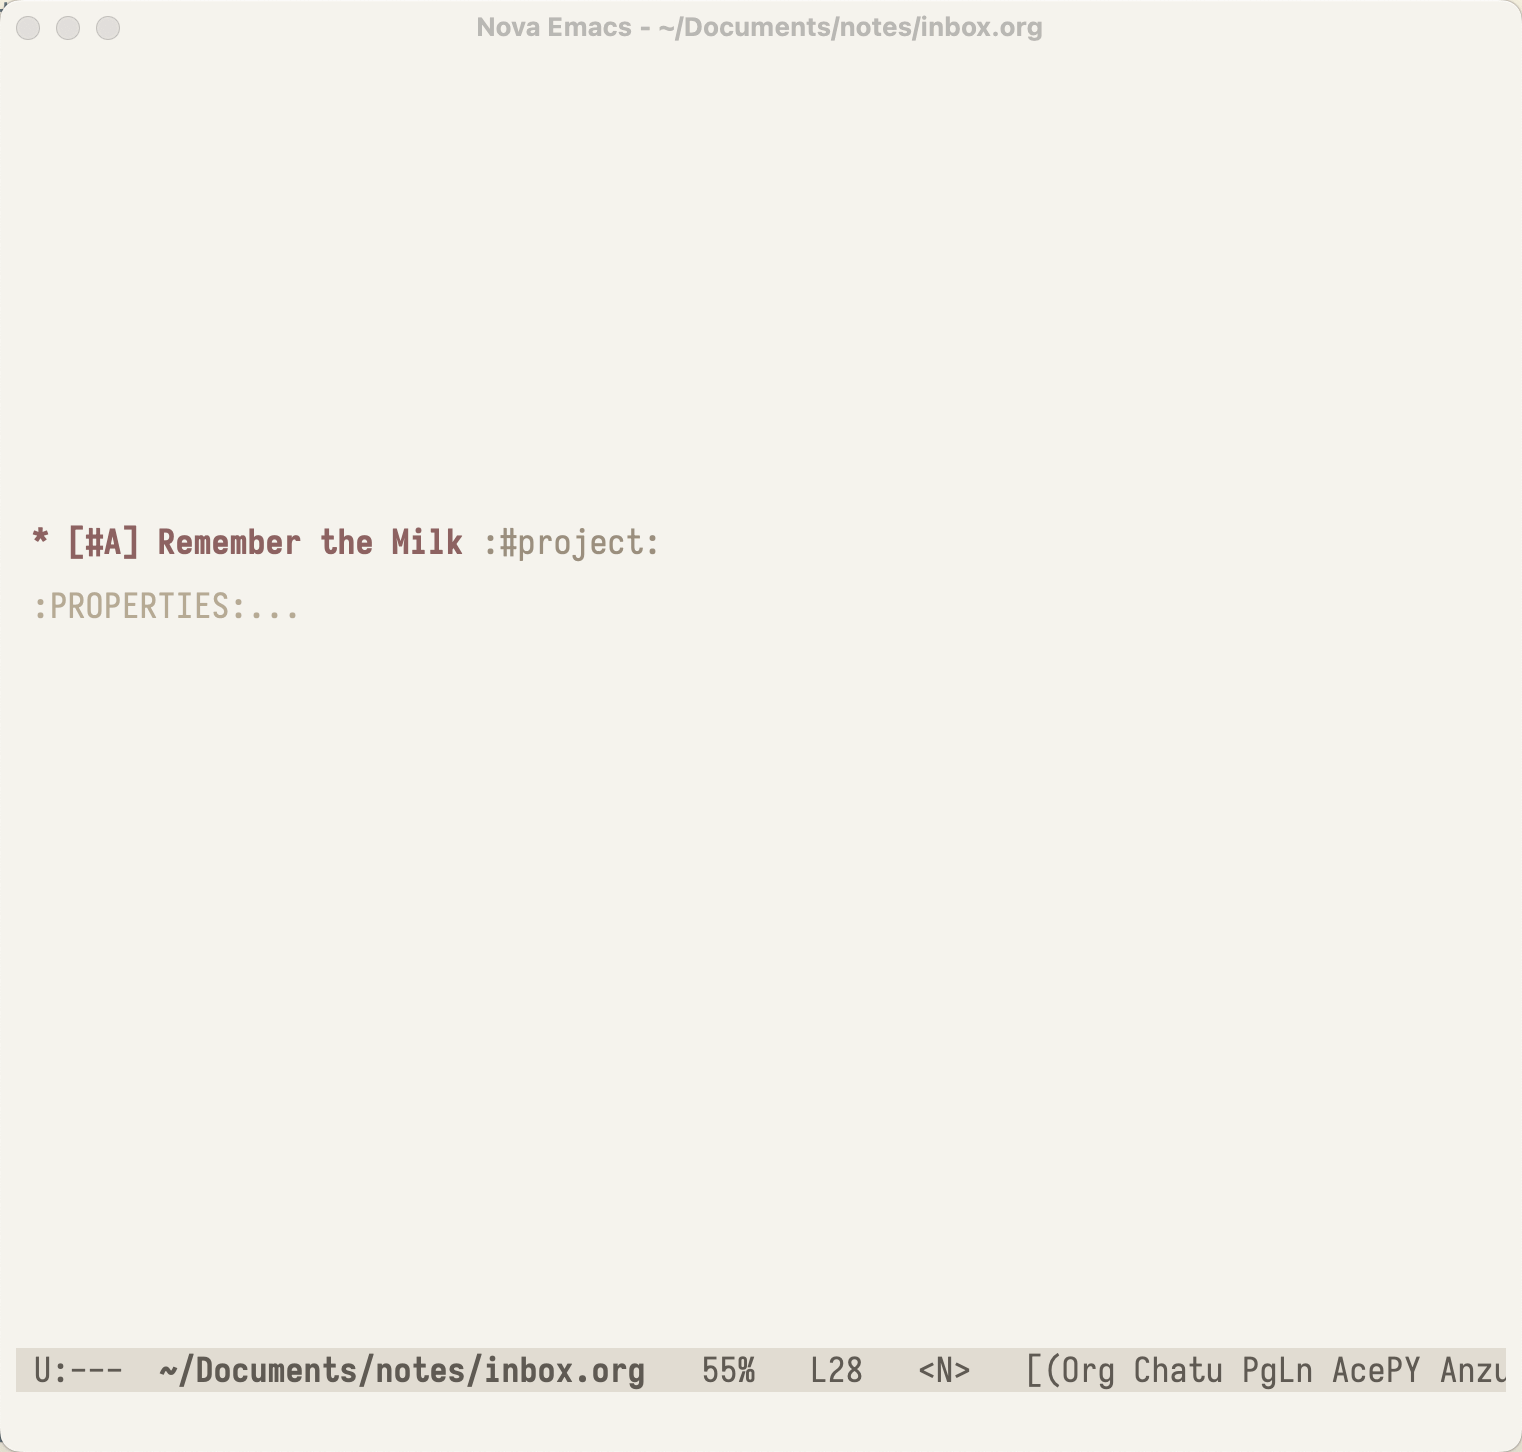 Nova Emacs - ~/Documents/notes/inbox.org
* [#A] Remember the Milk :#project:
:PROPERTIES:...
U:---  ~/Documents/notes/inbox.org   55%   L28   <N>   [(Org Chatu PgLn AcePY Anzu